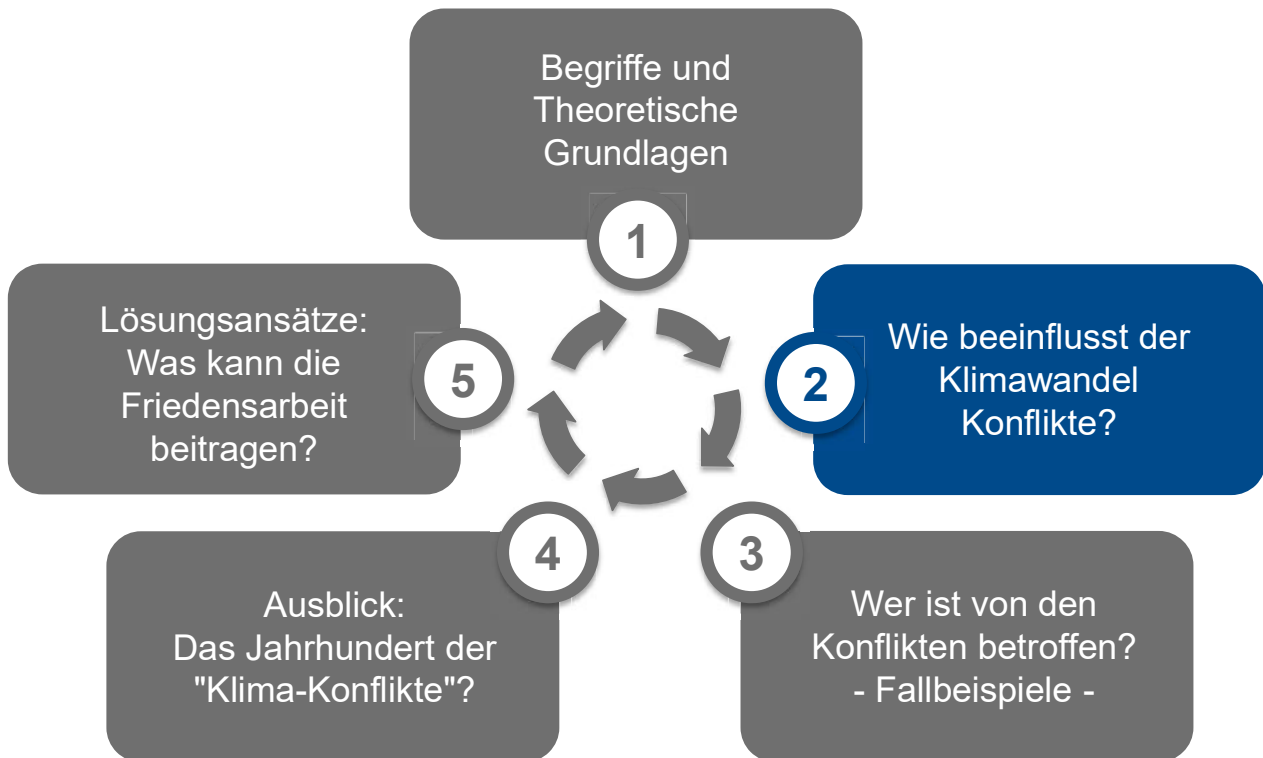 Begriffe und
Theoretische
Grundlagen
1
Wie beeinflusst der
Klimawandel
Konflikte?
2
Wer ist von den
Konflikten betroffen?
- Fallbeispiele -
3
Ausblick:
Das Jahrhundert der
"Klima-Konflikte"?
4
Lösungsansätze:
Was kann die
Friedensarbeit
beitragen?
5